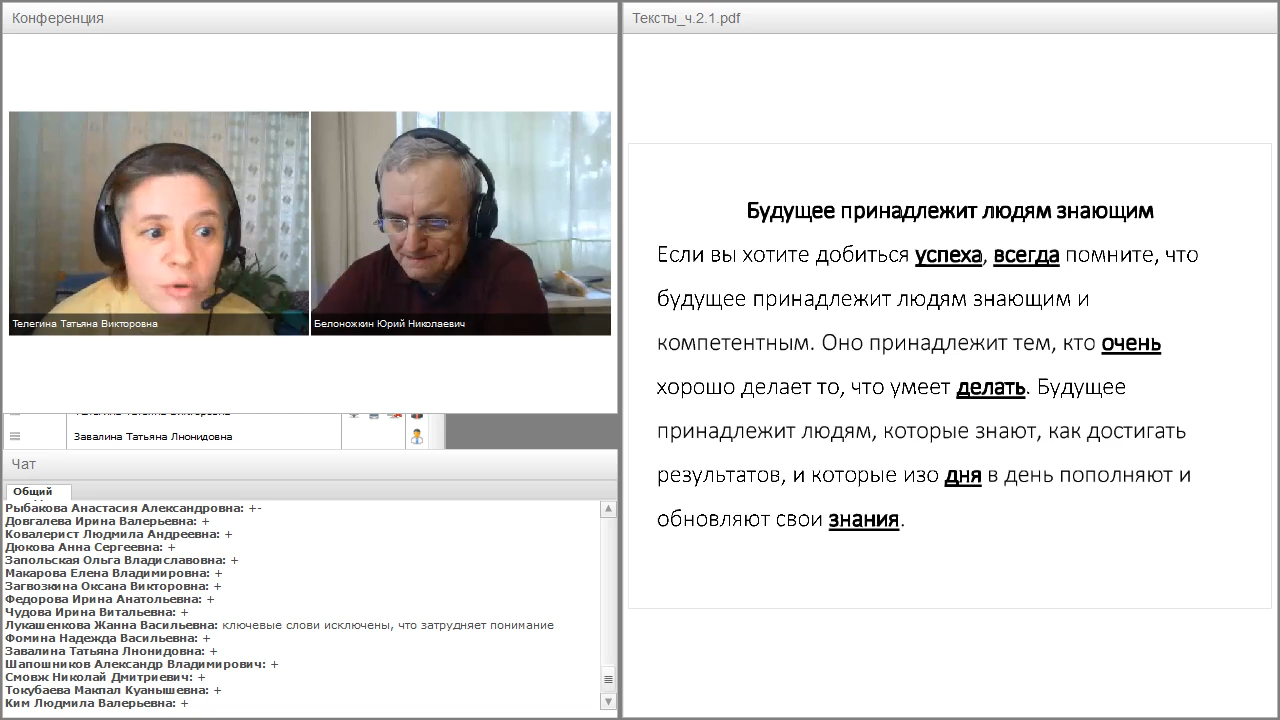 Конференция
Телегина Татьяна Викторовна
Белоножкин Юрий Николаевич
Завалина Татьяна Лнонидовна
Чат
Общий
Рыбакова Анастасия Александровна: +-
Довгалева Ирина Валерьевна: +
Ковалерист Людмила Андреевна: +
Дюкова Анна Сергеевна: +
Запольская Ольга Владиславовна: +
Макарова Елена Владимировна: +
Загвозкина Оксана Викторовна: +
Федорова Ирина Анатольевна: +
Чудова Ирина Витальевна: +
Лукашенкова Жанна Васильевна: ключевые слови исключены, что затрудняет понимание
Фомина Надежда Васильевна: +
Завалина Татьяна Лнонидовна: +
Шапошников Александр Владимирович: +
Смовж Николай Дмитриевич: +
Токубаева Макпал Куанышевна: +
Ким Людмила Валерьевна: +
Тексты_ч.2.1.pdf
Будущее принадлежит людям знающим
Если вы хотите добиться успеха, всегда помните, что
будущее принадлежит людям знающим и
компетентным. Оно принадлежит тем, кто очень
хорошо делает то, что умеет делать. Будущее
принадлежит людям, которые знают, как достигать
результатов, и которые изо дня в день пополняют и
обновляют свои знания.